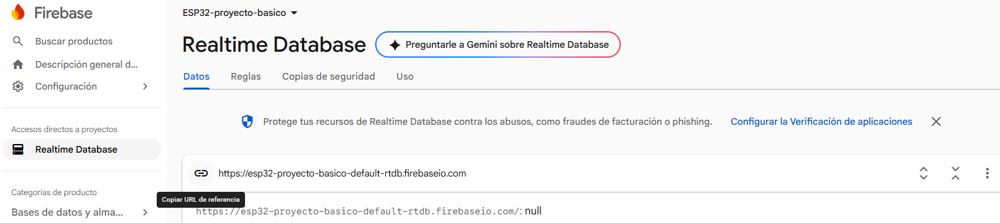 Firebase
ESP32-proyecto-basico
Buscar productos
Descripción general d...
Configuración
Realtime Database
Preguntarle a Gemini sobre Realtime Database
Datos
Reglas
Copias de seguridad
Uso
Protege tus recursos de Realtime Database contra los abusos, como fraudes de facturación o phishing.
Configurar la Verificación de aplicaciones
Accesos directos a proyectos
Realtime Database
https://esp32-proyecto-basico-default-rtdb.firebaseio.com
Categorías de producto
Copiar URL de referencia
Bases de datos y alma...
https://esp32-proyecto-basico-default-rtdb.firebaseio.com/: null